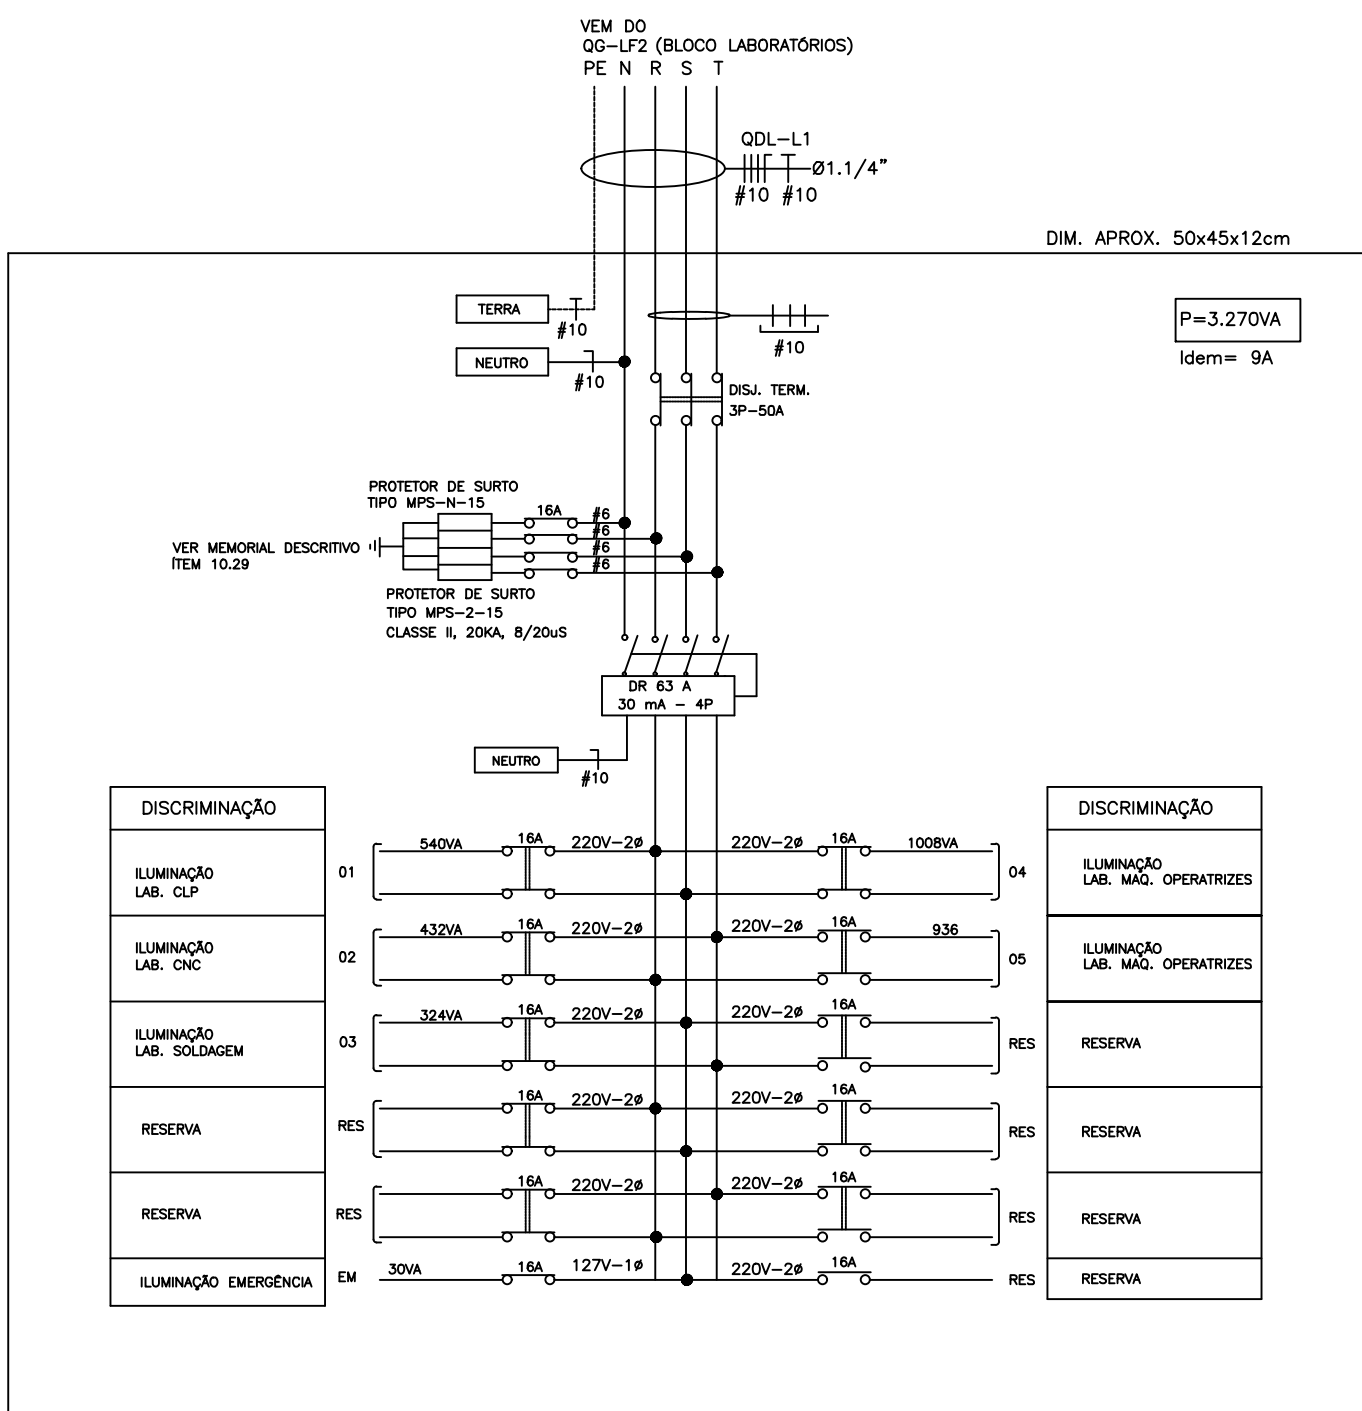 VEM DO
QG-LF2 (BLOCO LABORATÓRIOS)
PE N R S T
QDL-L1
Ø1.1/4"
#10 #10
DIM. APROX. 50x45x12cm
TERRA
#10
NEUTRO
#10
#10
P=3.270VA
Idem= 9A
DISJ. TERM.
3P-50A
PROTETOR DE SURTO
TIPO MPS-N-15
16A
#6
#6
#6
#6
VER MEMORIAL DESCRITIVO
ÍTEM 10.29
PROTETOR DE SURTO
TIPO MPS-2-15
CLASSE II, 20KA, 8/20uS
DR 63 A
30 mA - 4P
NEUTRO
#10
DISCRIMINAÇÃO
DISCRIMINAÇÃO
ILUMINAÇÃO
LAB. CLP
01
540VA 16A 220V-2ø 220V-2ø 16A 1008VA
04
ILUMINAÇÃO
LAB. MAQ. OPERATRIZES
ILUMINAÇÃO
LAB. CNC
02
432VA 16A 220V-2ø 220V-2ø 16A 936
05
ILUMINAÇÃO
LAB. MAQ. OPERATRIZES
ILUMINAÇÃO
LAB. SOLDAGEM
03
324VA 16A 220V-2ø 220V-2ø 16A
RES
RESERVA
RESERVA
RES
16A 220V-2ø 220V-2ø 16A
RES
RESERVA
RESERVA
RES
16A 220V-2ø 220V-2ø 16A
RES
RESERVA
ILUMINAÇÃO EMERGÊNCIA
EM
30VA 16A 127V-1ø 220V-2ø 16A
RES
RESERVA